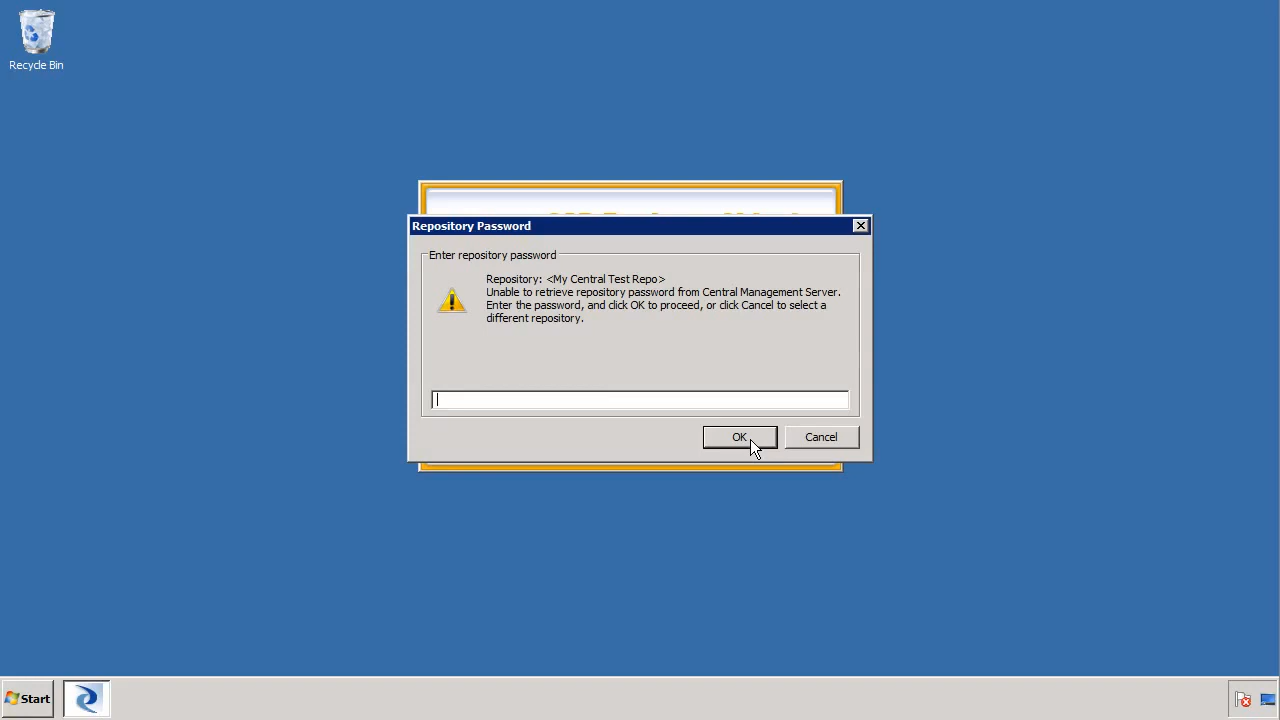 Recycle Bin
Repository Password
Enter repository password
Repository: <My Central Test Repo>
Unable to retrieve repository password from Central Management Server.
Enter the password, and click OK to proceed, or click Cancel to select a
different repository.
OK
Cancel
Start